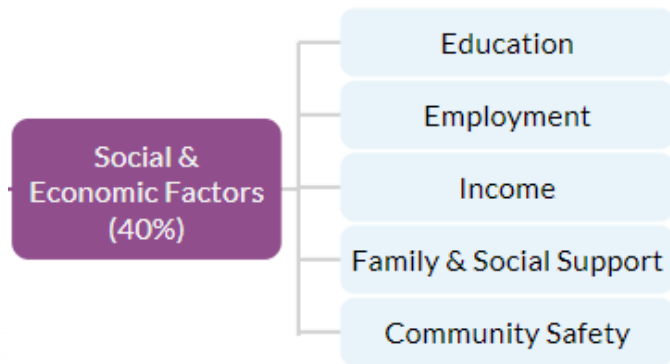 Education
Employment
Social &
Economic Factors
(40%)
Income
Family & Social Support
Community Safety